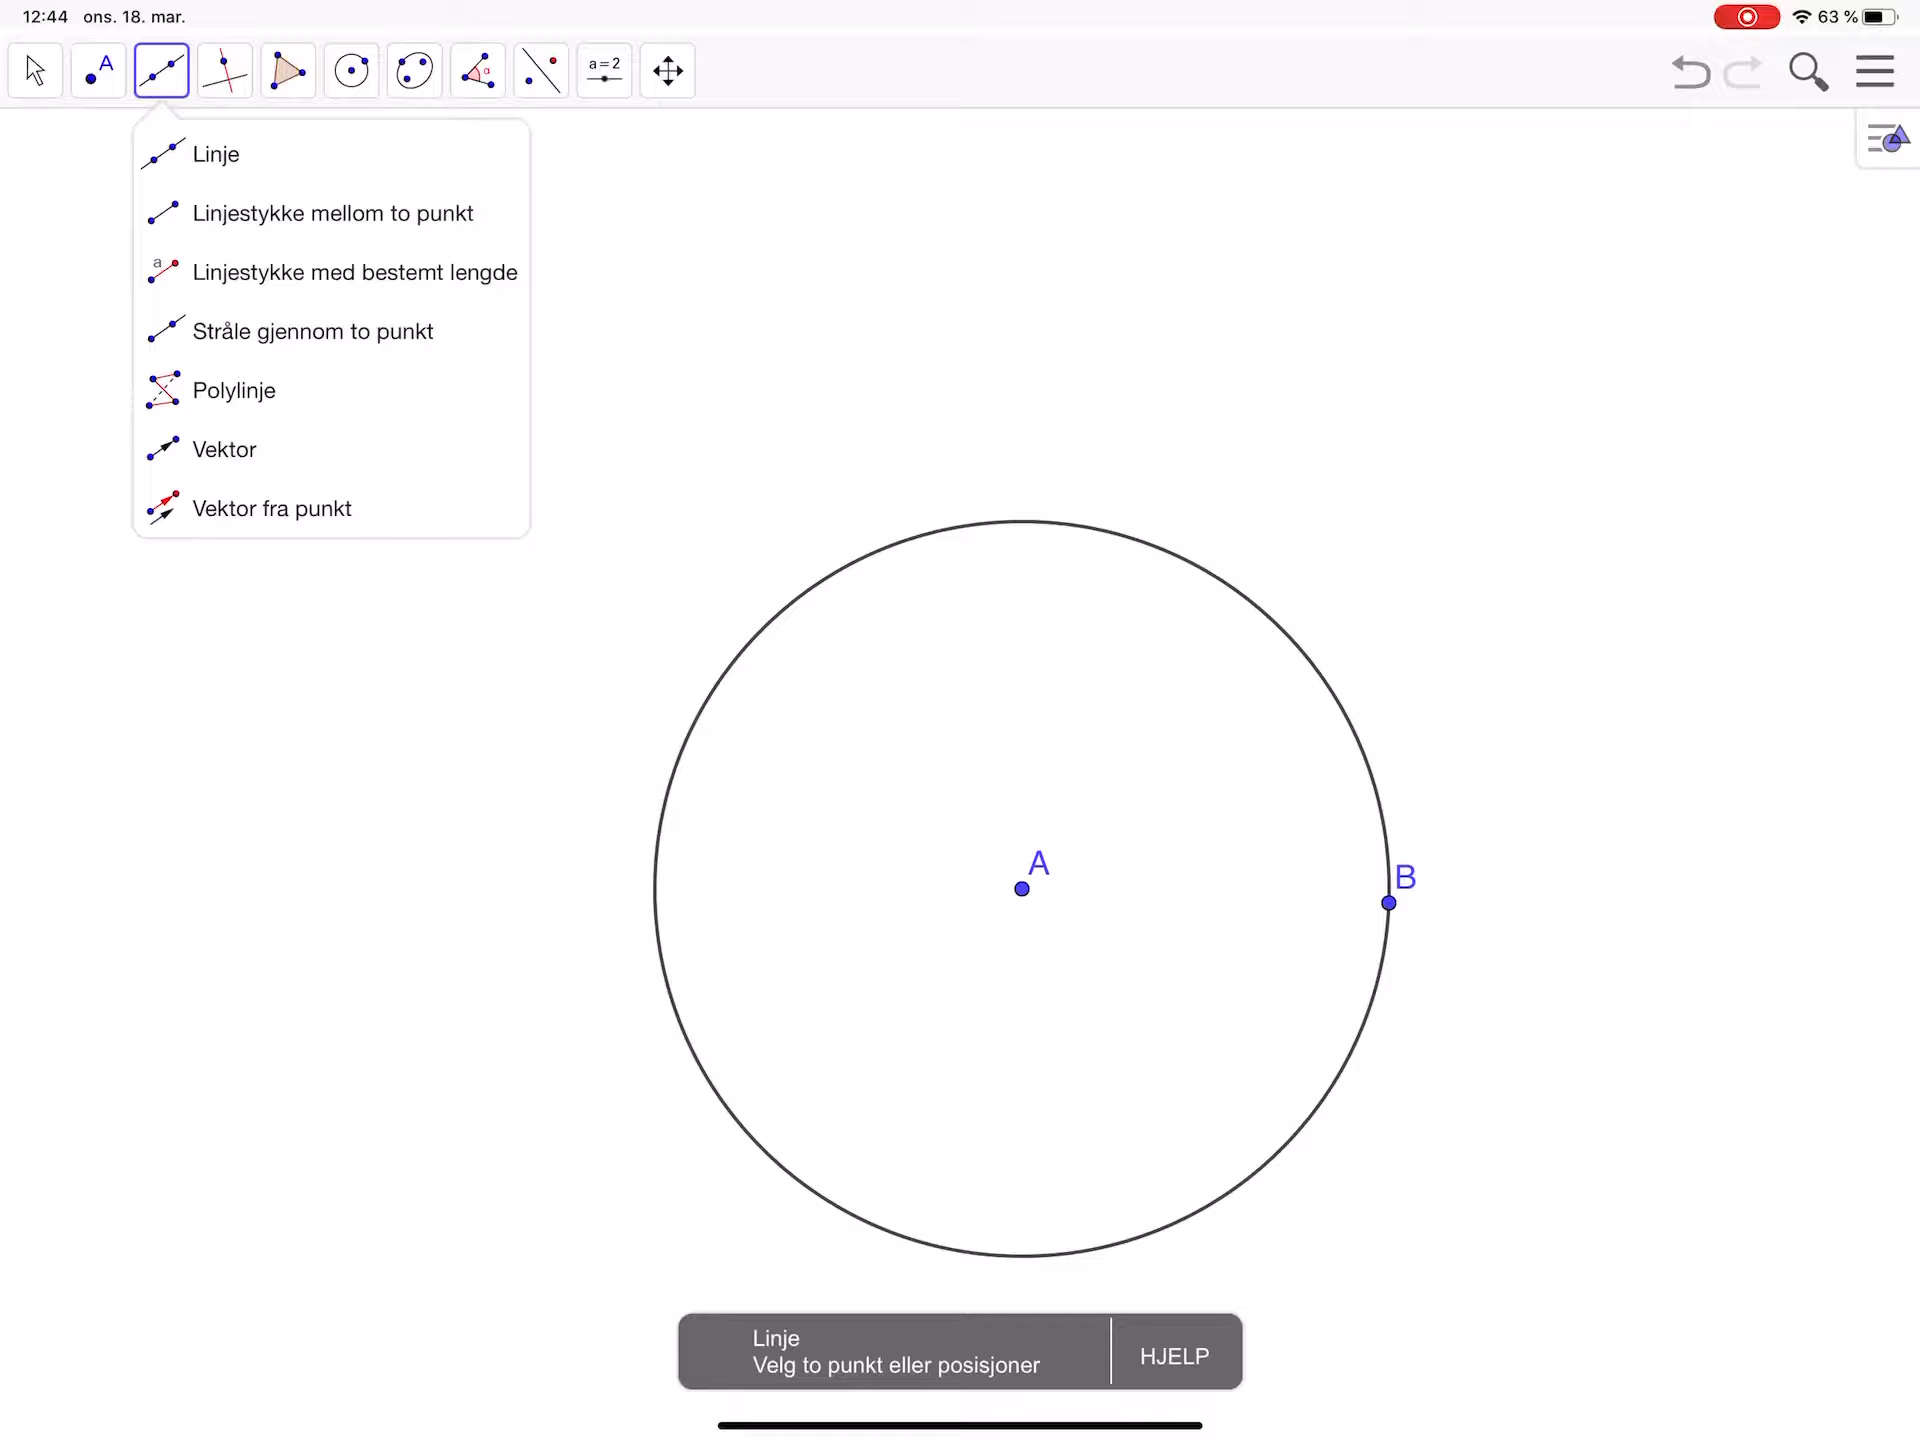 12:44 ons. 18. mar.
63 %
A
α
a=2
Linje
Linjestykke mellom to punkt
a
Linjestykke med bestemt lengde
Stråle gjennom to punkt
Polylinje
Vektor
Vektor fra punkt
A
B
Linje
Velg to punkt eller posisjoner
HJELP